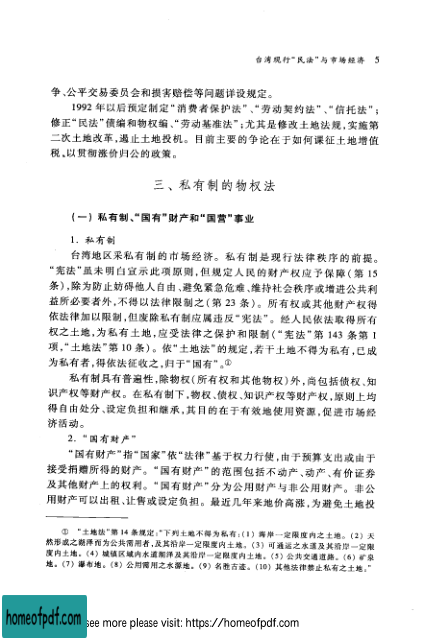 台湾现行“民法”与市场经济 5
争、公平交易委员会和损害赔偿等问题详设规定。
1992 年以后预定制定“消费者保护法”、“劳动契约法”、“信托法”；
修正“民法”债编和物权编、“劳动基准法”；尤其是修改土地法规，实施第
二次土地改革，遏止土地投机。目前主要的争论在于如何课征土地增值
税，以贯彻涨价归公的政策。
三、私有制的物权法
（一）私有制、“国有”财产和“国营”事业
1. 私有制
台湾地区采私有制的市场经济。私有制是现行法律秩序的前提。
“宪法”虽未明白宣示此项原则，但规定人民的财产权应予保障（第 15
条），除为防止妨碍他人自由、避免紧急危难、维持社会秩序或增进公共利
益所必要者外，不得以法律限制之（第 23 条）。所有权或其他财产权得
依法律加以限制，但废除私有制应属违反“宪法”。经人民依法取得所有
权之土地，为私有土地，应受法律之保护和限制（“宪法”第 143 条第 1
项，“土地法”第 10 条）。依“土地法”的规定，若干土地不得为私有，已成
为私有者，得依法征收之，归于“国有”。①
私有制具有普遍性，除物权（所有权和其他物权）外，尚包括债权、知
识产权等财产权。在私有制下，物权、债权、知识产权等财产权，原则上均
得自由处分、设定负担和继承，其目的在于有效地使用资源，促进市场经
济活动。
2. “国有财产”
“国有财产”指“国家”依“法律”基于权力行使，由于预算支出或由于
接受捐赠所得的财产。“国有财产”的范围包括不动产、动产、有价证券
及其他财产上的权利。“国有财产”分为公用财产与非公用财产。非公
用财产可以出租、让售或设定负担。最近几年来地价高涨，为避免土地投
① “土地法”第 14 条规定：“下列土地不得为私有：（1）海岸一定限度内之土地。（2）天
然形成之湖泽而为公共需用者，及其沿岸一定限度内土地。（3）可通运之水道及其沿岸一定限
度内土地。（4）城镇区域内水道湖泽及其沿岸一定限度内土地。（5）公共交通道路。（6）矿泉
地。（7）瀑布地。（8）公用需用之水源地。（9）名胜古迹。（10）其他法律禁止私有之土地。”
homeofpdf.com
see more please visit: https://homeofpdf.com